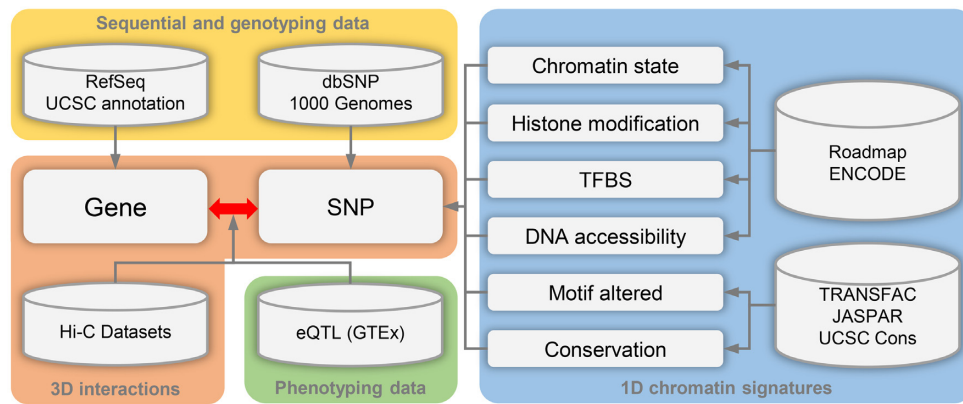 Sequential and genotyping data
RefSeq
UCSC annotation
dbSNP
1000 Genomes
Gene
SNP
Hi-C Datasets
eQTL (GTEx)
3D interactions
Phenotyping data
Chromatin state
Histone modification
TFBS
DNA accessibility
Motif altered
Conservation
Roadmap
ENCODE
TRANSFAC
JASPAR
UCSC Cons
1D chromatin signatures